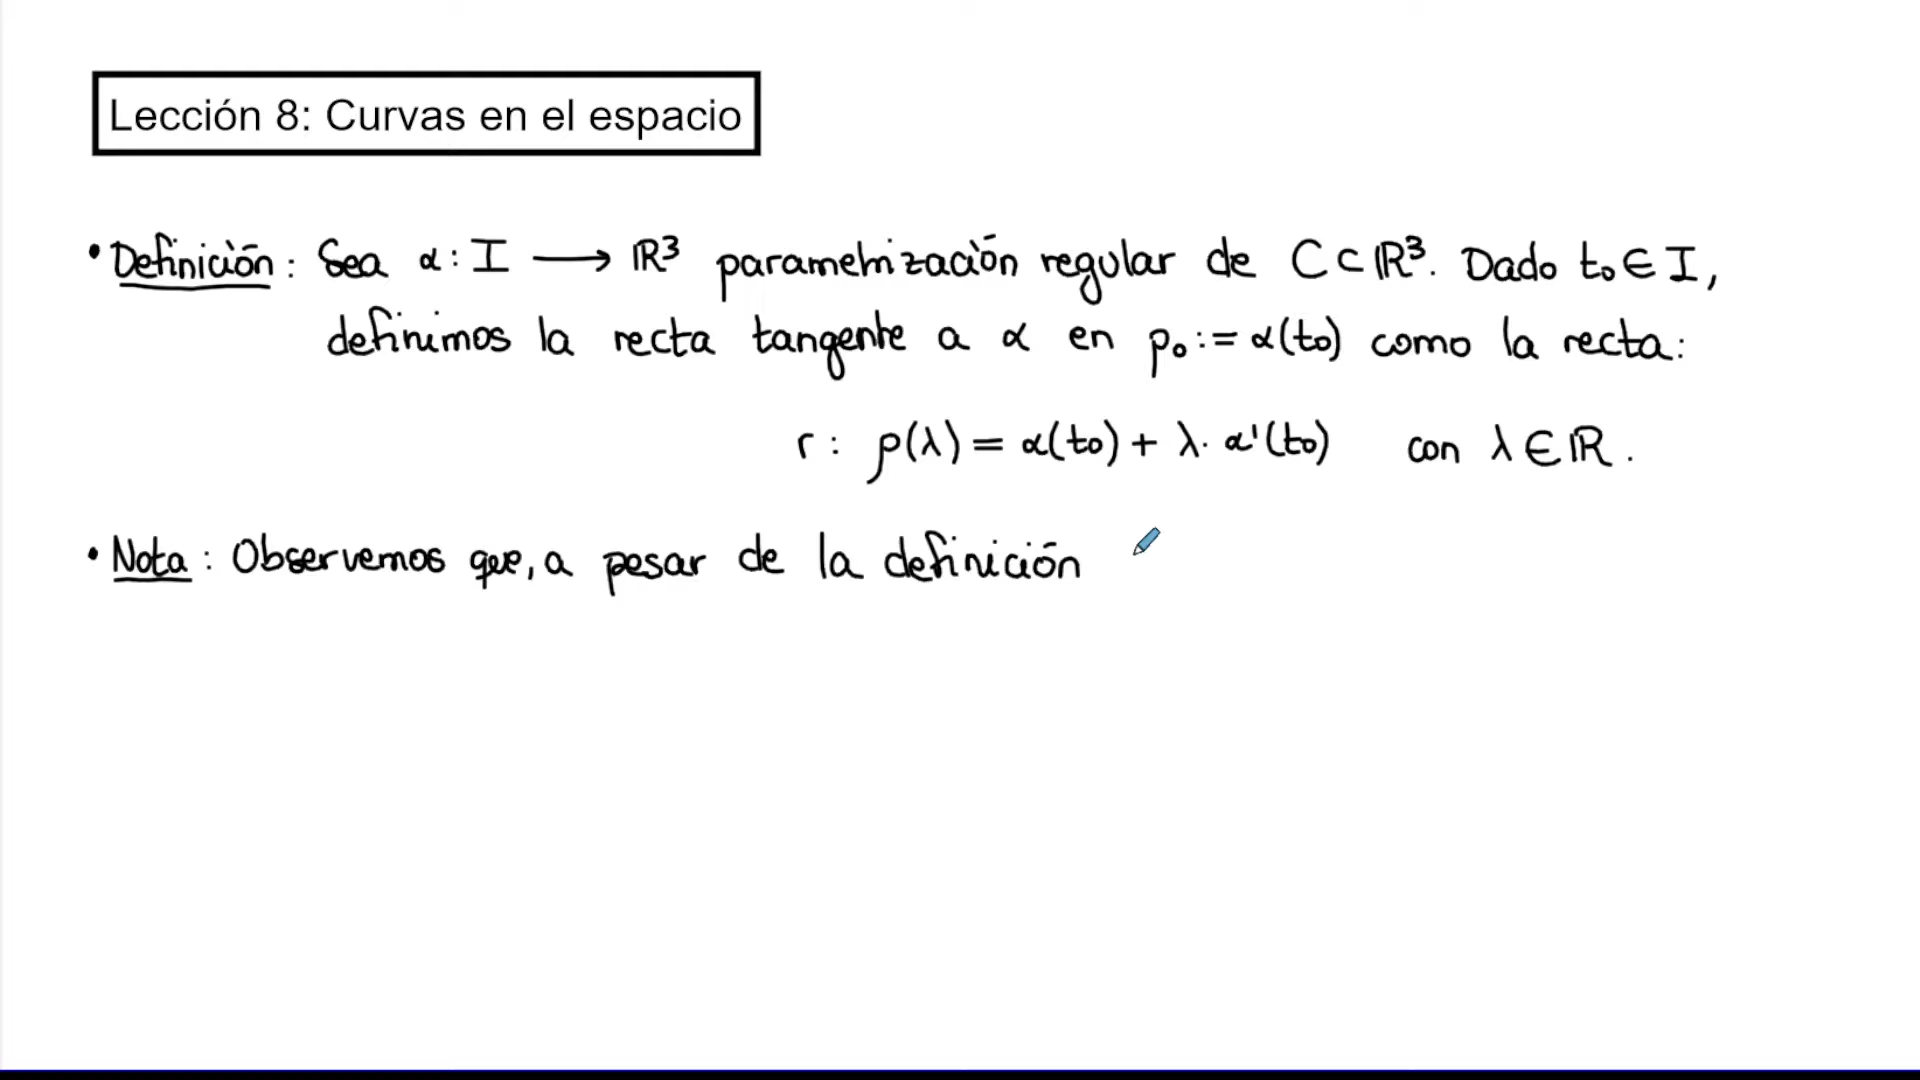 Lección 8: Curvas en el espacio
• Definición: Sea α: I ⟶ ℝ³ parametrización regular de C⊂ℝ³. Dado t₀∈I,
definimos la recta tangente a α en p₀:=α(t₀) como la recta:
r: ρ(λ)=α(t₀)+λ·α'(t₀) con λ∈ℝ.
• Nota: Observemos que, a pesar de la definición